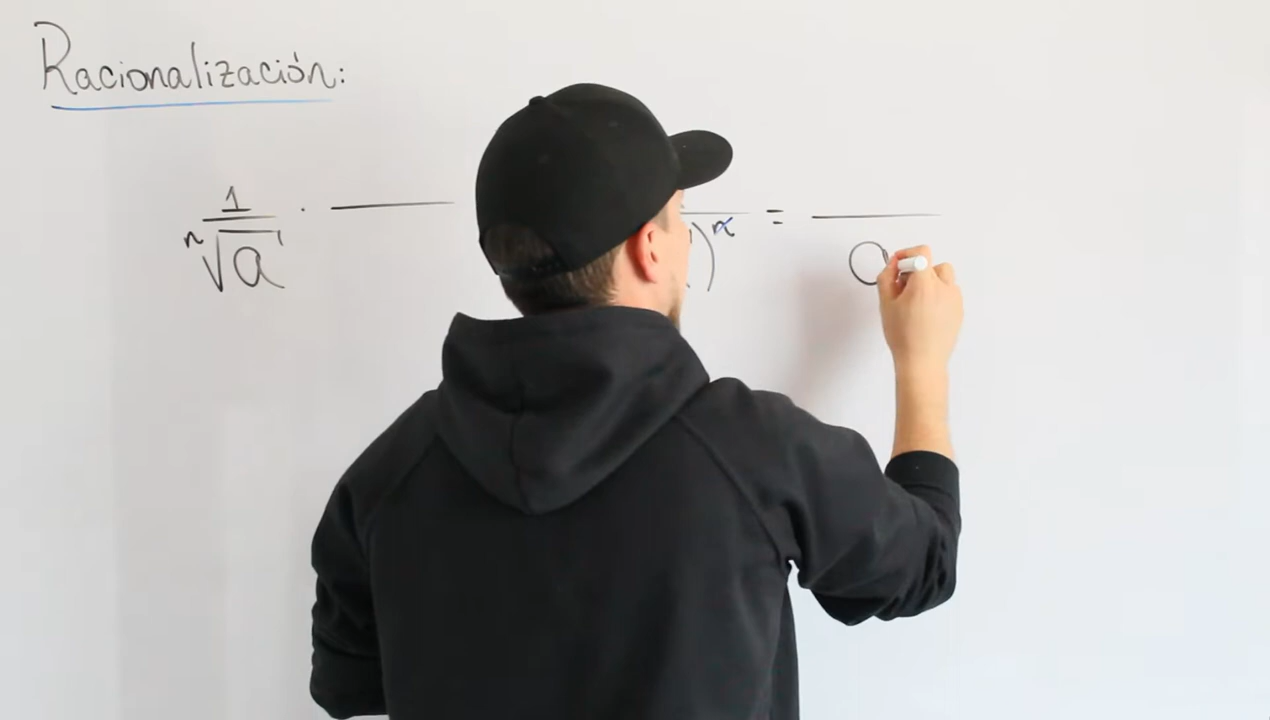 Racionalización:
1
n√a · )ⁿ = a